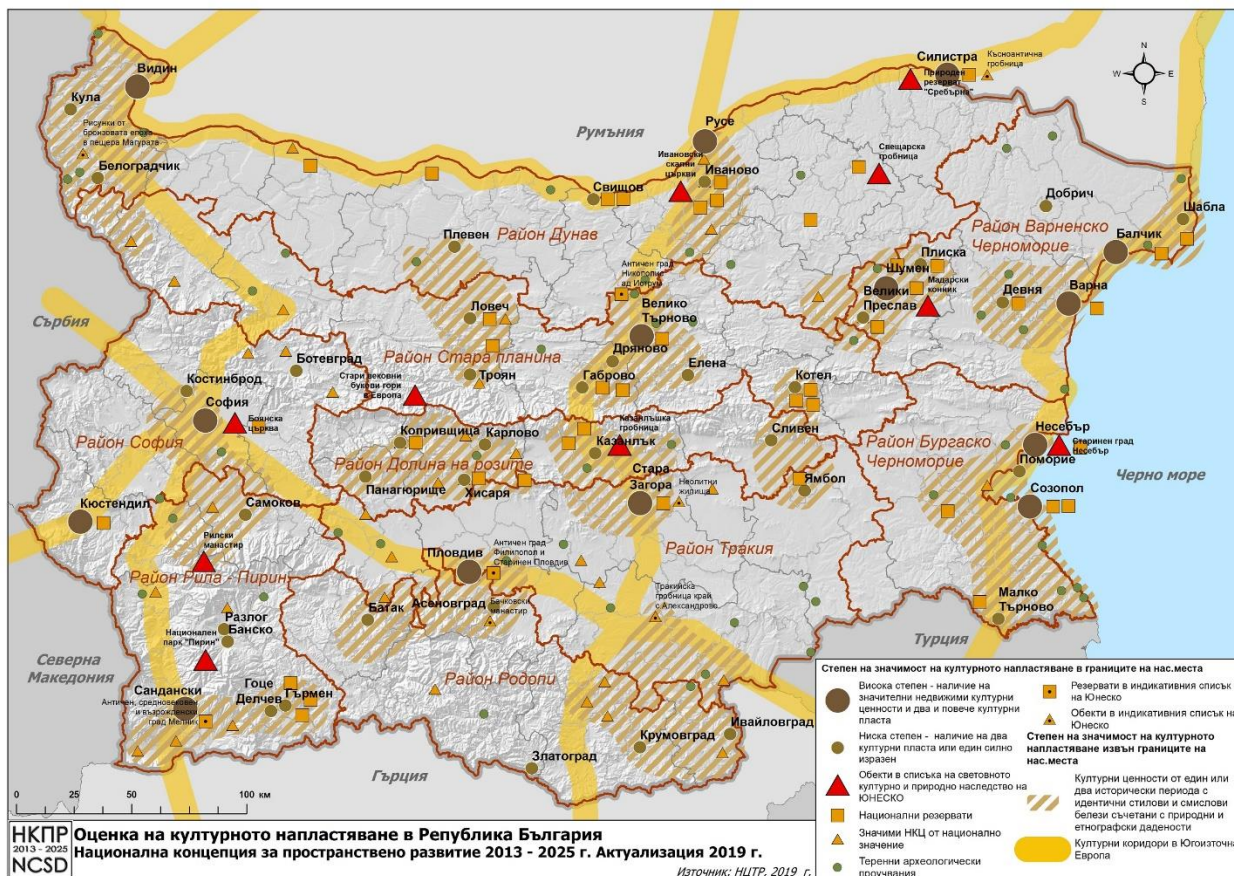 Видин
Кула
Рисунки от
бронзовата епоха
в пещера Магурата
Белоградчик
Румъния
Силистра
Късноантична
гробница
Природен
резерват
"Сребърна"
N
W
E
S
Русе
Ивановски
скални
църкви
Иваново
Свищов
Свещарска
гробница
Добрич
Шабла
Балчик
Район Варненско
Черноморие
Плевен
Район Дунав
Античен град
Никополис
ад Иструм
Плиска
Шумен
Мадарски
конник
Велики
Преслав
Девня
Варна
Сърбия
Ловеч
Велико
Търново
Дряново
Елена
Габрово
Котел
Ботевград
Район Стара планина
Троян
Стари вековни
букови гори
в Европа
Костинброд
София
Боянска
църква
Район София
Казанлъшка
гробница
Копривщица
Карлово
Казанлък
Сливен
Несебър
Старинен град
Несебър
Район Бургаско
Черноморие
Поморие
Черно море
Район Долина на розите
Панагюрище
Хисаря
Стара
Загора
Неолитни
жилища
Ямбол
Созопол
Кюстендил
Самоков
Рилски
манастир
Район Рила - Пирин
Пловдив
Античен град
Филипопол и
Старинен Пловдив
Район Тракия
Батак
Асеновград
Бачковски
манастир
Тракийска
гробница край
с.Александрово
Малко
Търново
Турция
Разлог
Банско
Национален
парк "Пирин"
Северна
Македония
Сандански
Античен, средновековен
и възрожденски
град Мелник
Гоце
Делчев
Гърмен
Район Родопи
Крумовград
Ивайловград
Златоград
Гърция
0 25 50 100 км
Степен на значимост на културното напластяване в границите на нас.места
Висока степен - наличие на
значителни недвижими културни
ценности и два и повече културни
пласта
Ниска степен - наличие на два
културни пласта или един силно
изразен
Обекти в списъка на световното
културно и природно наследство на
ЮНЕСКО
Национални резервати
Значими НКЦ от национално
значение
Теренни археологически
проучвания
Резервати в индикативния списък
на Юнеско
Обекти в индикативния списък на
Юнеско
Степен на значимост на културното
напластяване извън границите на
нас.места
Културни ценности от един или
два исторически периода с
идентични стилови и смислови
белези съчетани с природни и
етнографски дадености
Културни коридори в Югоизточна
Европа
НКПР
2013 - 2025
NCSD
Оценка на културното напластяване в Република България
Национална концепция за пространствено развитие 2013 - 2025 г. Актуализация 2019 г.
Източник: НЦТР, 2019 г.